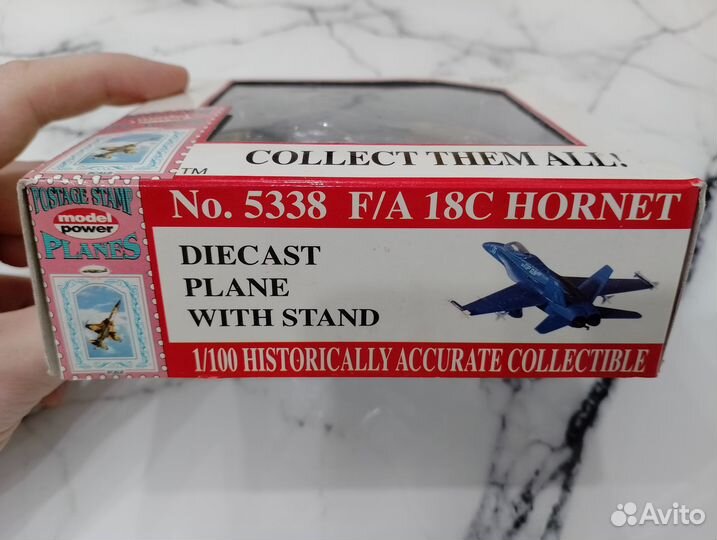 COLLECT THEM ALL!
TM
POSTAGE STAMP
model
power
PLANES
No. 5338 F/A 18C HORNET
DIECAST
PLANE
WITH STAND
1/100 HISTORICALLY ACCURATE COLLECTIBLE
Avito